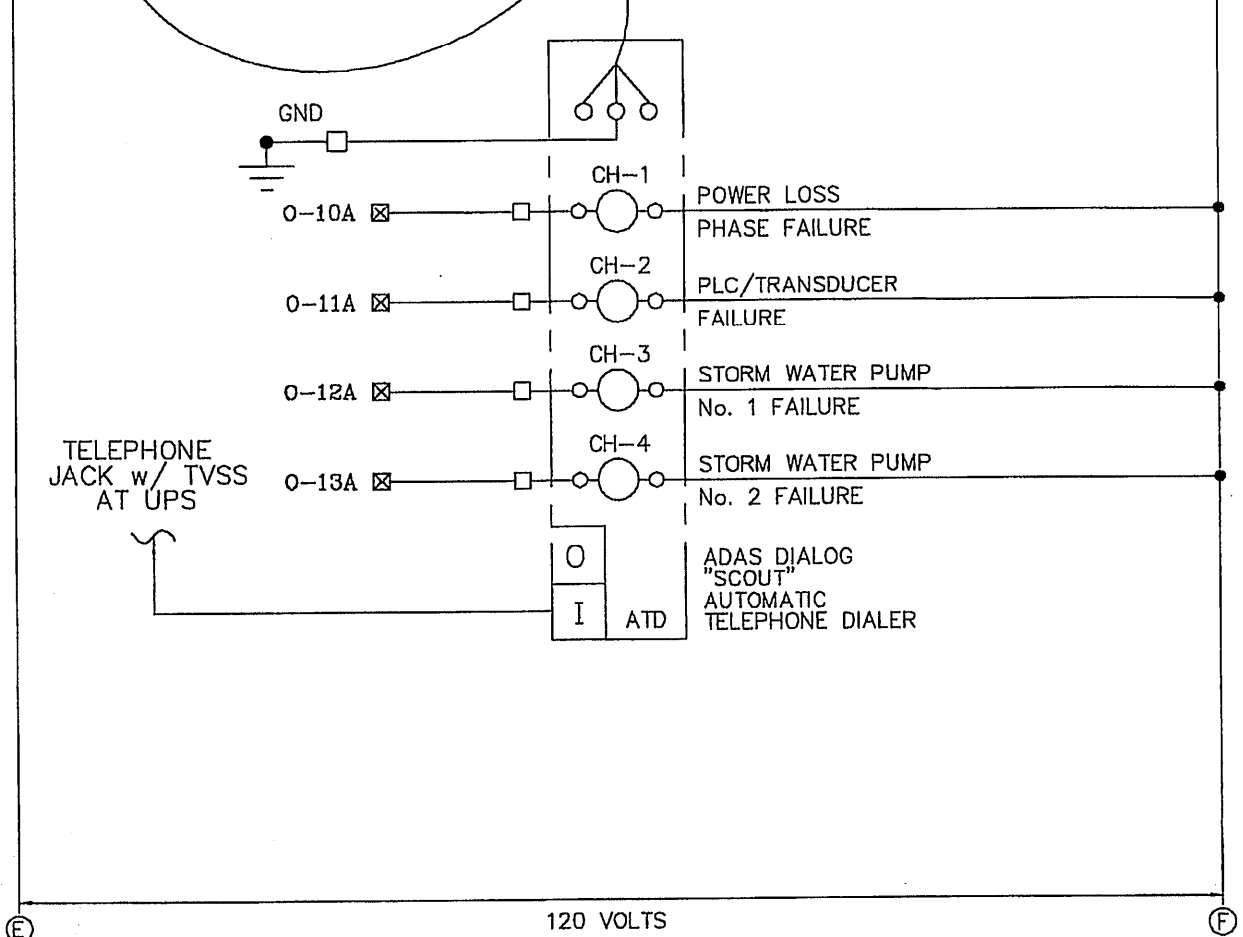 GND
CH-1
O-10A
POWER LOSS
PHASE FAILURE
CH-2
O-11A
PLC/TRANSDUCER
FAILURE
CH-3
O-12A
STORM WATER PUMP
No. 1 FAILURE
TELEPHONE
JACK w/ TVSS
AT UPS
CH-4
O-13A
STORM WATER PUMP
No. 2 FAILURE
O
I
ATD
ADAS DIALOG
"SCOUT"
AUTOMATIC
TELEPHONE DIALER
E
120 VOLTS
F